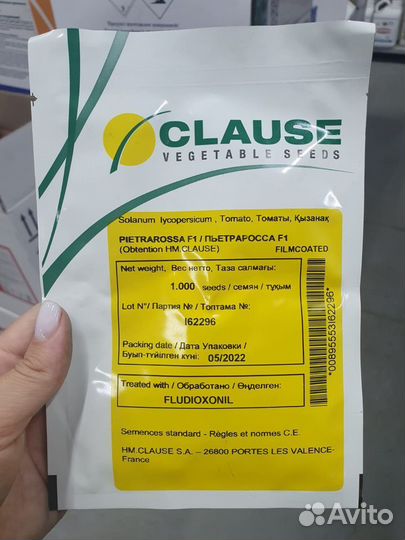 CLAUSE
VEGETABLE SEEDS
Solanum lycopersicum , Tomato, Томаты, Қызанақ
PIETRAROSSA F1 / ПЬЕТРАРОССА F1
(Obtention HM.CLAUSE) FILMCOATED
Net weight, Вес нетто, Таза салмағы:
1.000 seeds / семян / тұқым
Lot N°/ Партия № / Топтама №:
I62296
Packing date / Дата Упаковки /
Буып-түйілген күні: 05/2022
Treated with / Обработано / Өңделген:
FLUDIOXONIL
*00895553I62296*
Semences standard - Règles et normes C.E.
HM.CLAUSE S.A. – 26800 PORTES LES VALENCE-
France
Avito